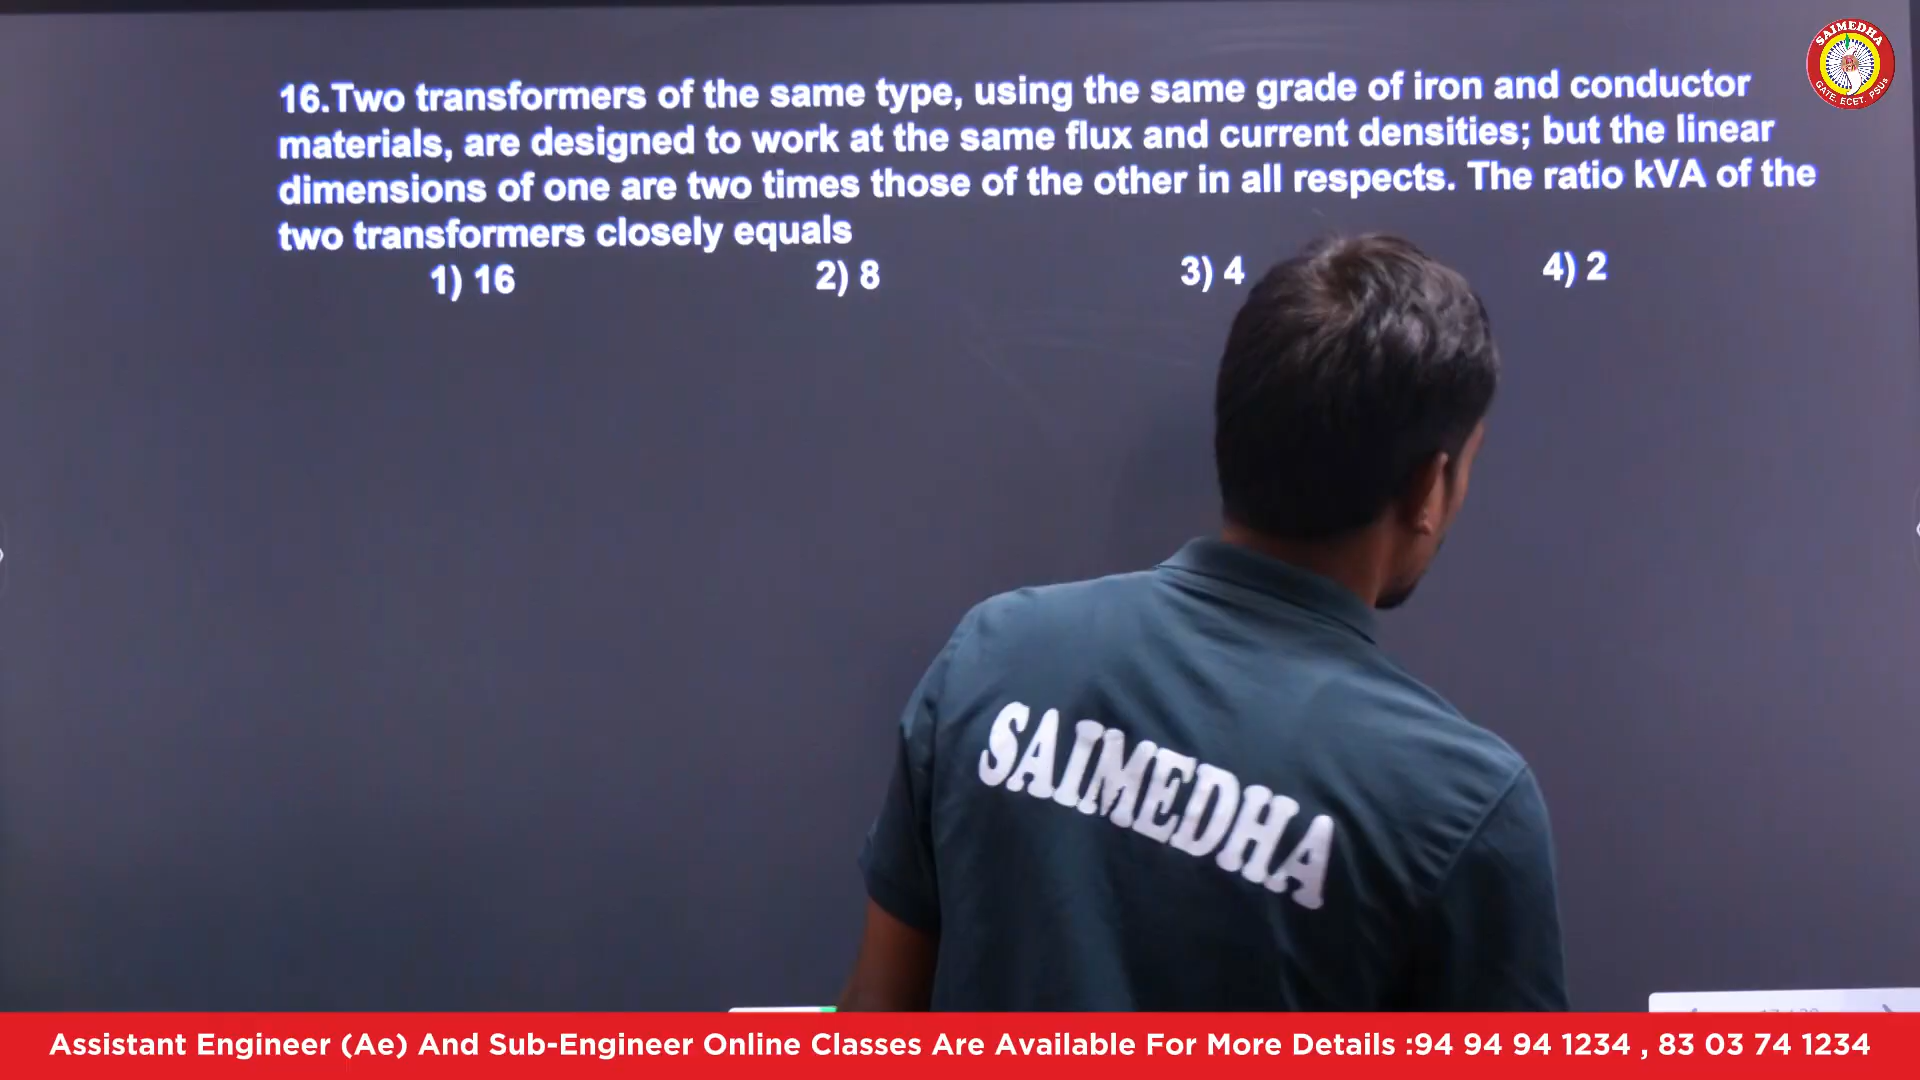 SAIMEDHA
GATE. ECET. PSUs
16.Two transformers of the same type, using the same grade of iron and conductor
materials, are designed to work at the same flux and current densities; but the linear
dimensions of one are two times those of the other in all respects. The ratio kVA of the
two transformers closely equals
1) 16 2) 8 3) 4 4) 2
SAIMEDHA
Assistant Engineer (Ae) And Sub-Engineer Online Classes Are Available For More Details :94 94 94 1234 , 83 03 74 1234